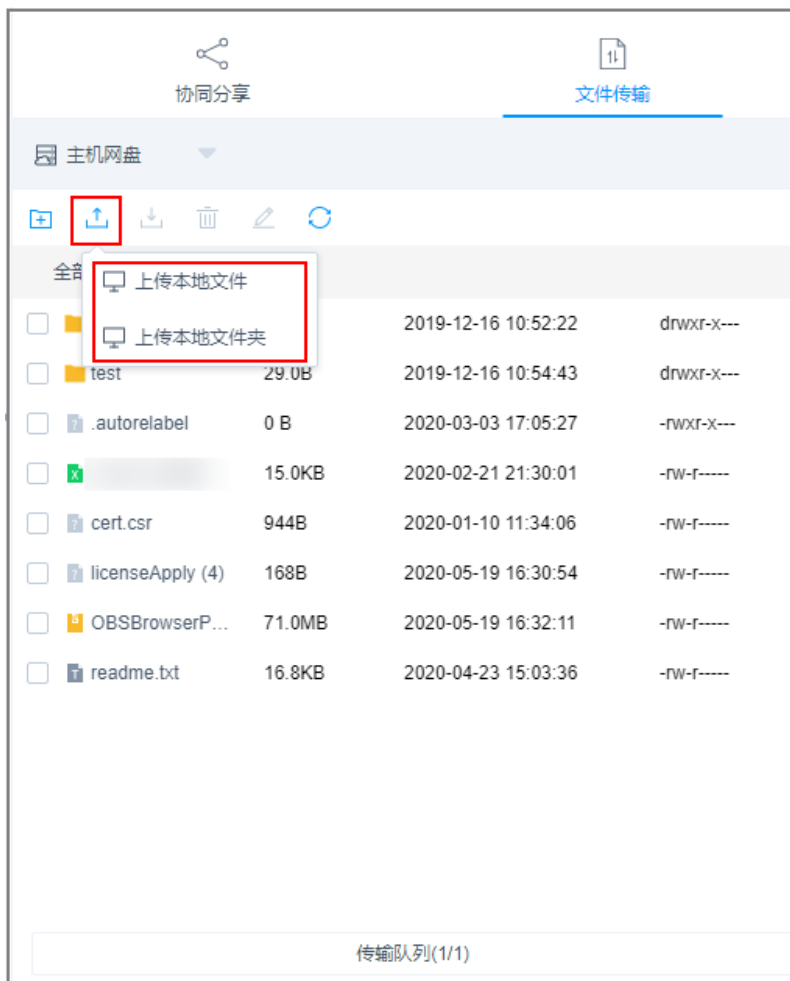 协同分享 文件传输
主机网盘
全部
上传本地文件
上传本地文件夹
2019-12-16 10:52:22 drwxr-x---
test 29.0B 2019-12-16 10:54:43 drwxr-x---
.autorelabel 0 B 2020-03-03 17:05:27 -rwxr-x---
15.0KB 2020-02-21 21:30:01 -rw-r-----
cert.csr 944B 2020-01-10 11:34:06 -rw-r-----
licenseApply (4) 168B 2020-05-19 16:30:54 -rw-r-----
OBSBrowserP... 71.0MB 2020-05-19 16:32:11 -rw-r-----
readme.txt 16.8KB 2020-04-23 15:03:36 -rw-r-----
传输队列(1/1)